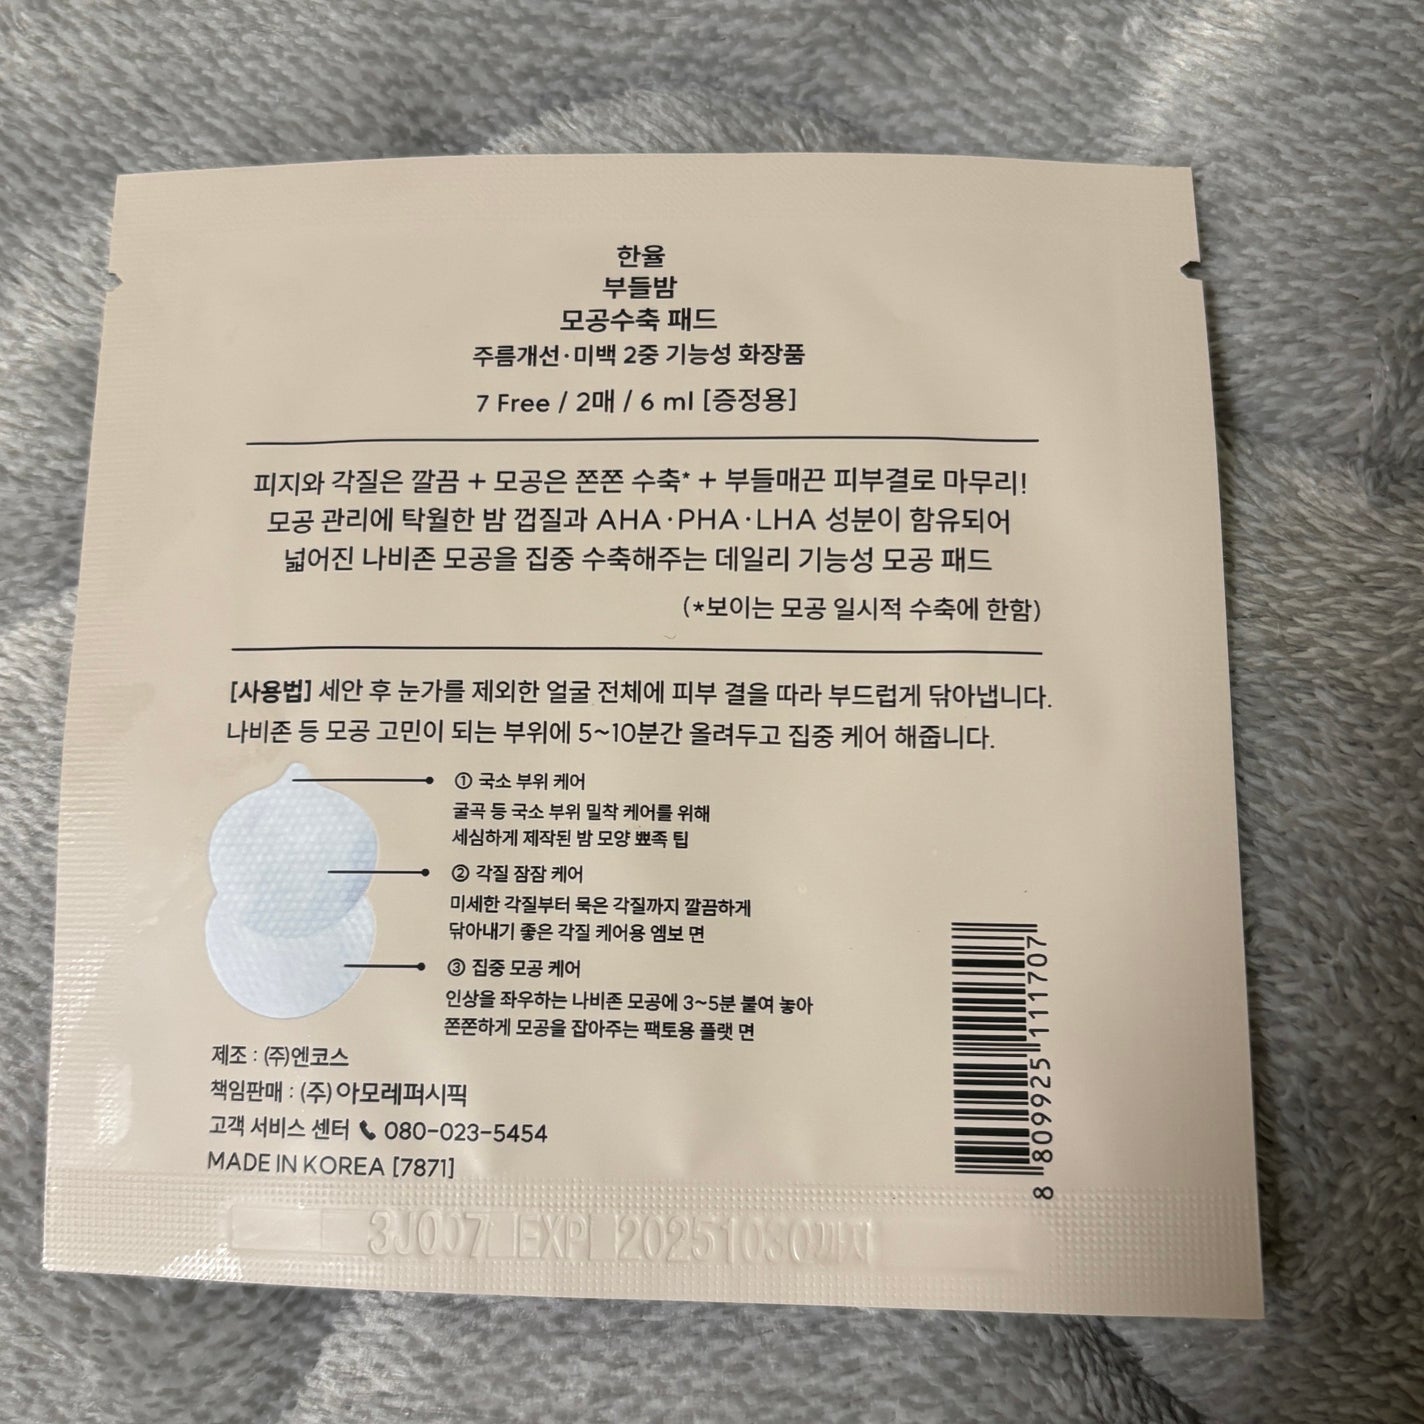 한율
부들밤
모공수축 패드
주름개선·미백 2중 기능성 화장품
7 Free / 2매 / 6 ml [증정용]
피지와 각질은 깔끔 + 모공은 쫀쫀 수축* + 부들매끈 피부결로 마무리!
모공 관리에 탁월한 밤 껍질과 AHA·PHA·LHA 성분이 함유되어
넓어진 나비존 모공을 집중 수축해주는 데일리 기능성 모공 패드
(*보이는 모공 일시적 수축에 한함)
[사용법] 세안 후 눈가를 제외한 얼굴 전체에 피부 결을 따라 부드럽게 닦아냅니다.
나비존 등 모공 고민이 되는 부위에 5~10분간 올려두고 집중 케어 해줍니다.
① 국소 부위 케어
굴곡 등 국소 부위 밀착 케어를 위해
세심하게 제작된 밤 모양 뾰족 팁
② 각질 잠잠 케어
미세한 각질부터 묵은 각질까지 깔끔하게
닦아내기 좋은 각질 케어용 엠보 면
③ 집중 모공 케어
인상을 좌우하는 나비존 모공에 3~5분 붙여 놓아
쫀쫀하게 모공을 잡아주는 팩토용 플랫 면
제조 : (주)엔코스
책임판매 : (주)아모레퍼시픽
고객 서비스 센터 080-023-5454
MADE IN KOREA [7871]
8 809925 111707
3J007 EXP 20251030까지